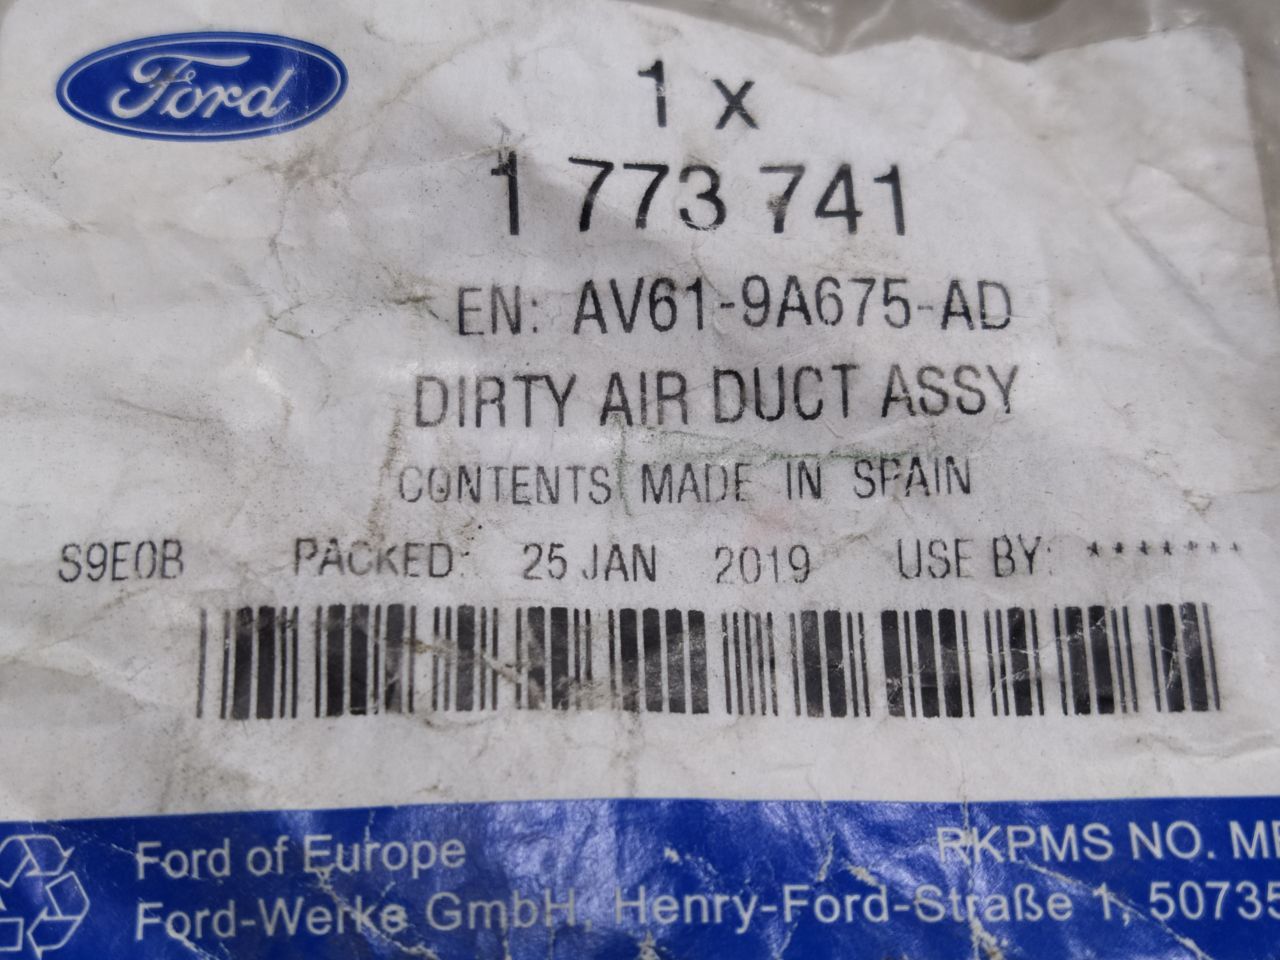 Ford
1 x
1 773 741
EN: AV61-9A675-AD
DIRTY AIR DUCT ASSY
CONTENTS MADE IN SPAIN
S9E0B PACKED: 25 JAN 2019 USE BY: *******
Ford of Europe RKPMS NO. 
Ford-Werke GmbH, Henry-Ford-Straße 1, 50735